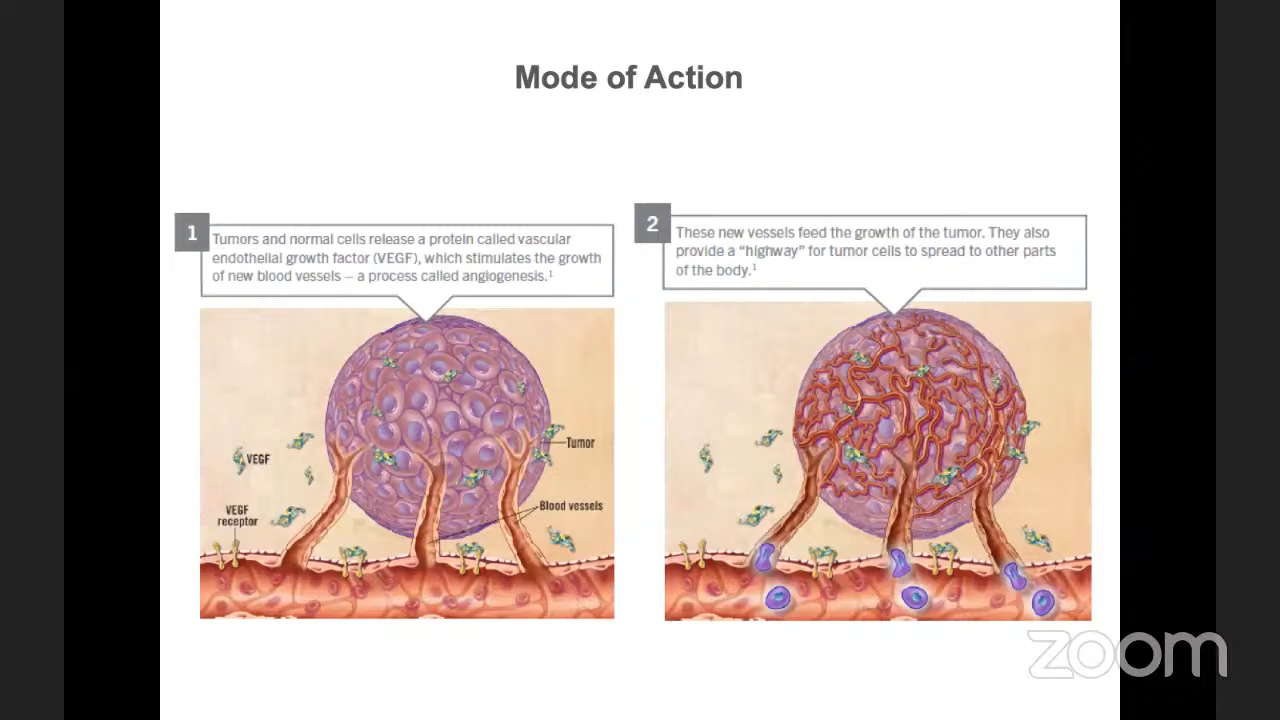 Mode of Action
1
Tumors and normal cells release a protein called vascular
endothelial growth factor (VEGF), which stimulates the growth
of new blood vessels – a process called angiogenesis.¹
2
These new vessels feed the growth of the tumor. They also
provide a “highway” for tumor cells to spread to other parts
of the body.¹
Tumor
VEGF
Blood vessels
VEGF
receptor
zoom